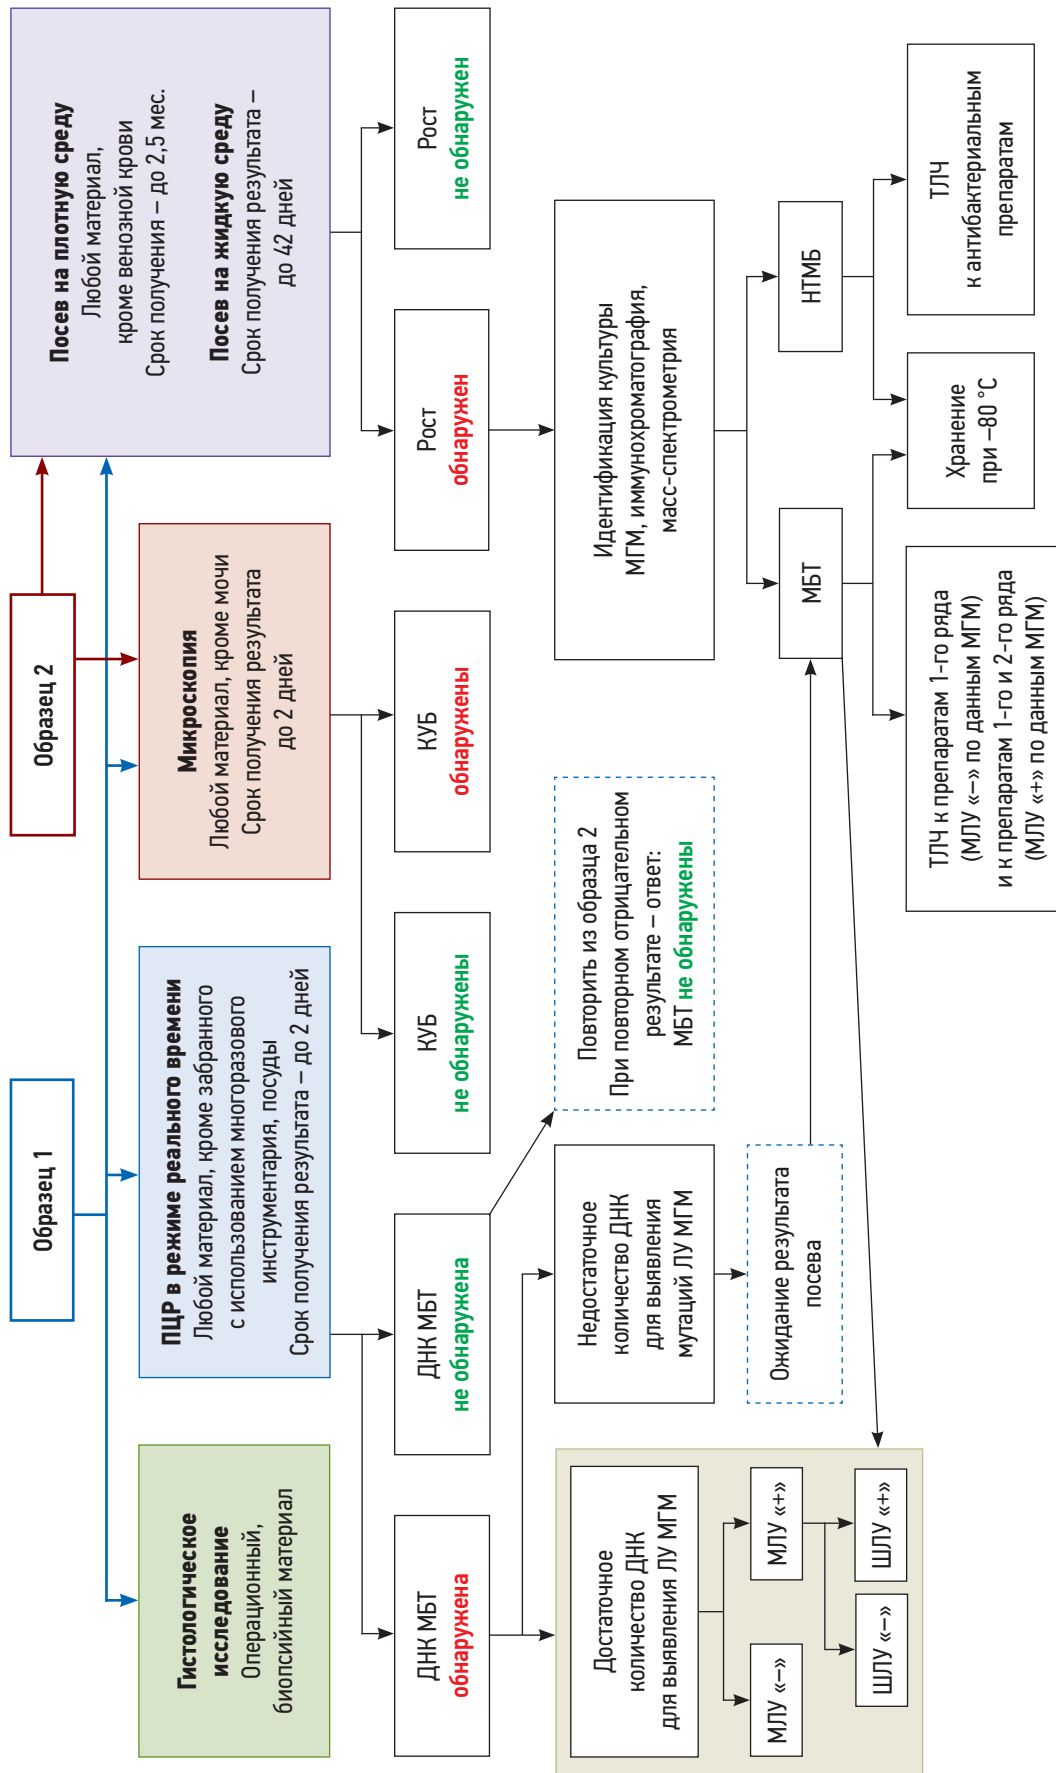 Образец 1
Образец 2
Гистологическое
исследование
Операционный,
биопсийный материал
ПЦР в режиме реального времени
Любой материал, кроме забранного
с использованием многоразового
инструментария, посуды
Срок получения результата – до 2 дней
Микроскопия
Любой материал, кроме мочи
Срок получения результата
до 2 дней
Посев на плотную среду
Любой материал,
кроме венозной крови
Срок получения – до 2,5 мес.
Посев на жидкую среду
Срок получения результата –
до 42 дней
ДНК МБТ
обнаружена
ДНК МБТ
не обнаружена
КУБ
не обнаружены
КУБ
обнаружены
Рост
обнаружен
Рост
не обнаружен
Достаточное
количество ДНК
для выявления ЛУ МГМ
Недостаточное
количество ДНК
для выявления
мутаций ЛУ МГМ
Повторить из образца 2
При повторном отрицательном
результате – ответ:
МБТ не обнаружены
Идентификация культуры
МГМ, иммунохроматография,
масс-спектрометрия
МЛУ «–»
МЛУ «+»
Ожидание результата
посева
МБТ
НТМБ
ШЛУ «–»
ШЛУ «+»
ТЛЧ к препаратам 1-го ряда
(МЛУ «–» по данным МГМ)
и к препаратам 1-го и 2-го ряда
(МЛУ «+» по данным МГМ)
Хранение
при –80 °C
ТЛЧ
к антибактериальным
препаратам